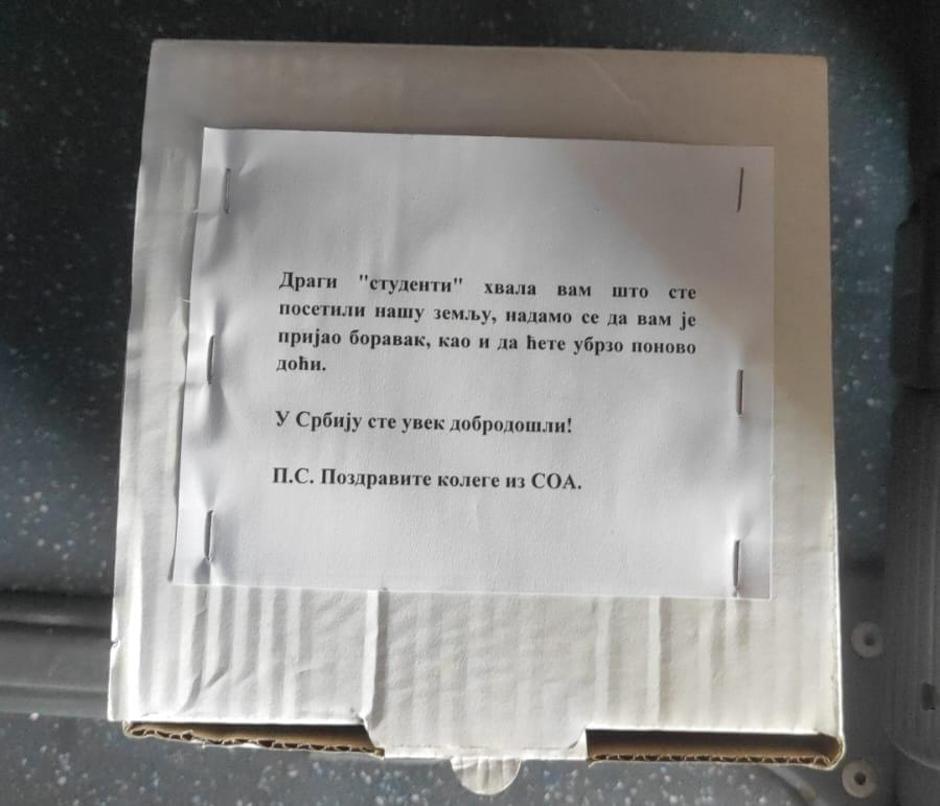 Драги "студенти" хвала вам што сте
посетили нашу земљу, надамо се да вам је
пријао боравак, као и да ћете убрзо поново
доћи.
У Србију сте увек добродошли!
П.С. Поздравите колеге из СОА.